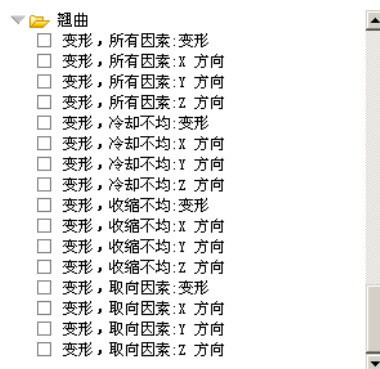 翘曲
变形，所有因素:变形
变形，所有因素:X 方向
变形，所有因素:Y 方向
变形，所有因素:Z 方向
变形，冷却不均:变形
变形，冷却不均:X 方向
变形，冷却不均:Y 方向
变形，冷却不均:Z 方向
变形，收缩不均:变形
变形，收缩不均:X 方向
变形，收缩不均:Y 方向
变形，收缩不均:Z 方向
变形，取向因素:变形
变形，取向因素:X 方向
变形，取向因素:Y 方向
变形，取向因素:Z 方向